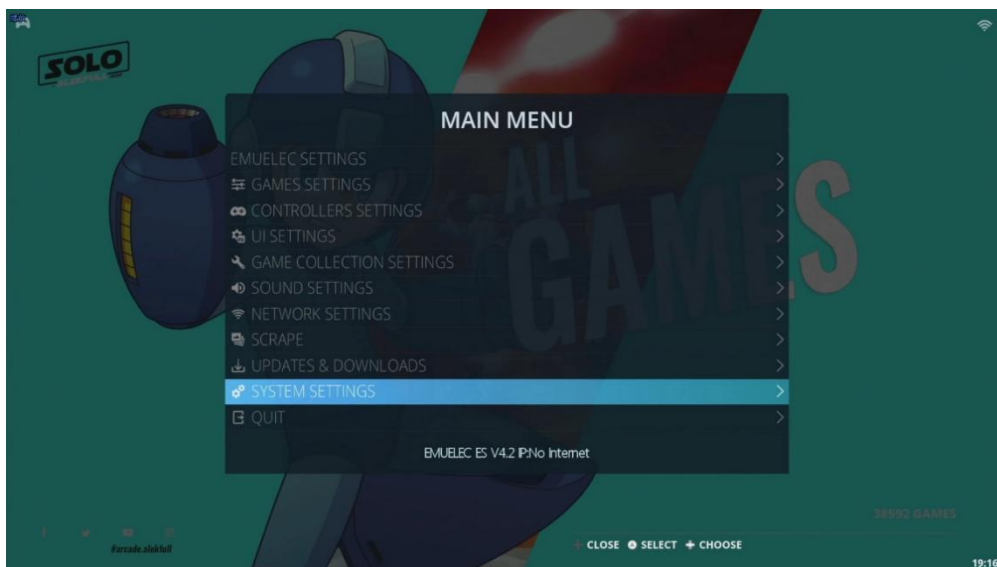 SOLO
ALEKFULL
MAIN MENU
ALL
GAMES
EMUELEC SETTINGS
GAMES SETTINGS
CONTROLLERS SETTINGS
UI SETTINGS
GAME COLLECTION SETTINGS
SOUND SETTINGS
NETWORK SETTINGS
SCRAPE
UPDATES & DOWNLOADS
SYSTEM SETTINGS
QUIT
EMUELEC ES V4.2 IP:No Internet
38592 GAMES
#arcade.alekfull
CLOSE SELECT CHOOSE
19:16